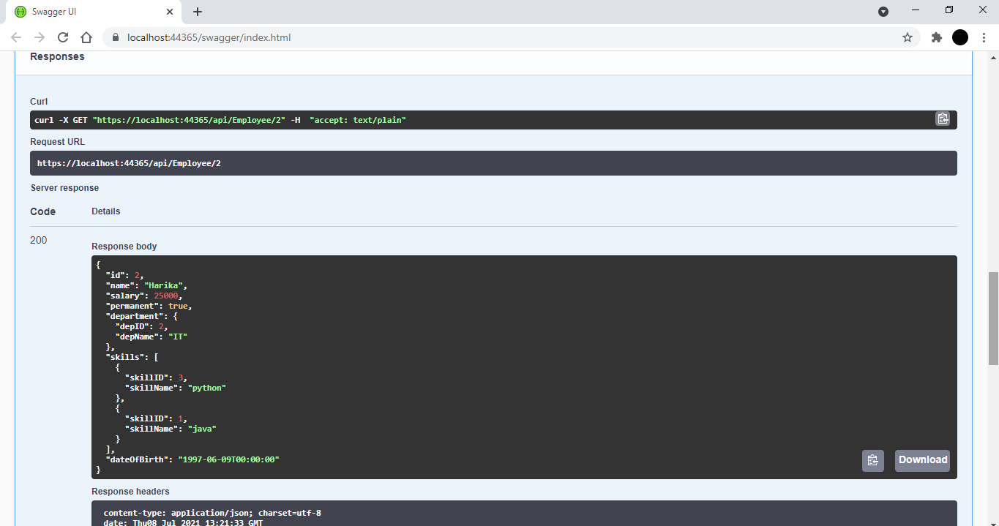 Swagger UI
localhost:44365/swagger/index.html
Responses
Curl
curl -X GET "https://localhost:44365/api/Employee/2" -H  "accept: text/plain"
Request URL
https://localhost:44365/api/Employee/2
Server response
Code Details
200
Response body
{
  "id": 2,
  "name": "Harika",
  "salary": 25000,
  "permanent": true,
  "department": {
    "depID": 2,
    "depName": "IT"
  },
  "skills": [
    {
      "skillID": 3,
      "skillName": "python"
    },
    {
      "skillID": 1,
      "skillName": "java"
    }
  ],
  "dateOfBirth": "1997-06-09T00:00:00"
}
Download
Response headers
content-type: application/json; charset=utf-8
date: Thu08 Jul 2021 13:21:33 GMT